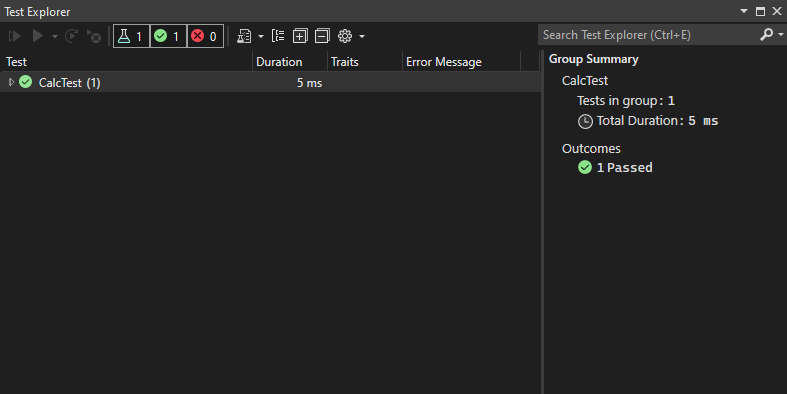 Test Explorer
1 1 0
Search Test Explorer (Ctrl+E)
Test Duration Traits Error Message
CalcTest (1) 5 ms
Group Summary
CalcTest
Tests in group: 1
Total Duration: 5 ms
Outcomes
1 Passed